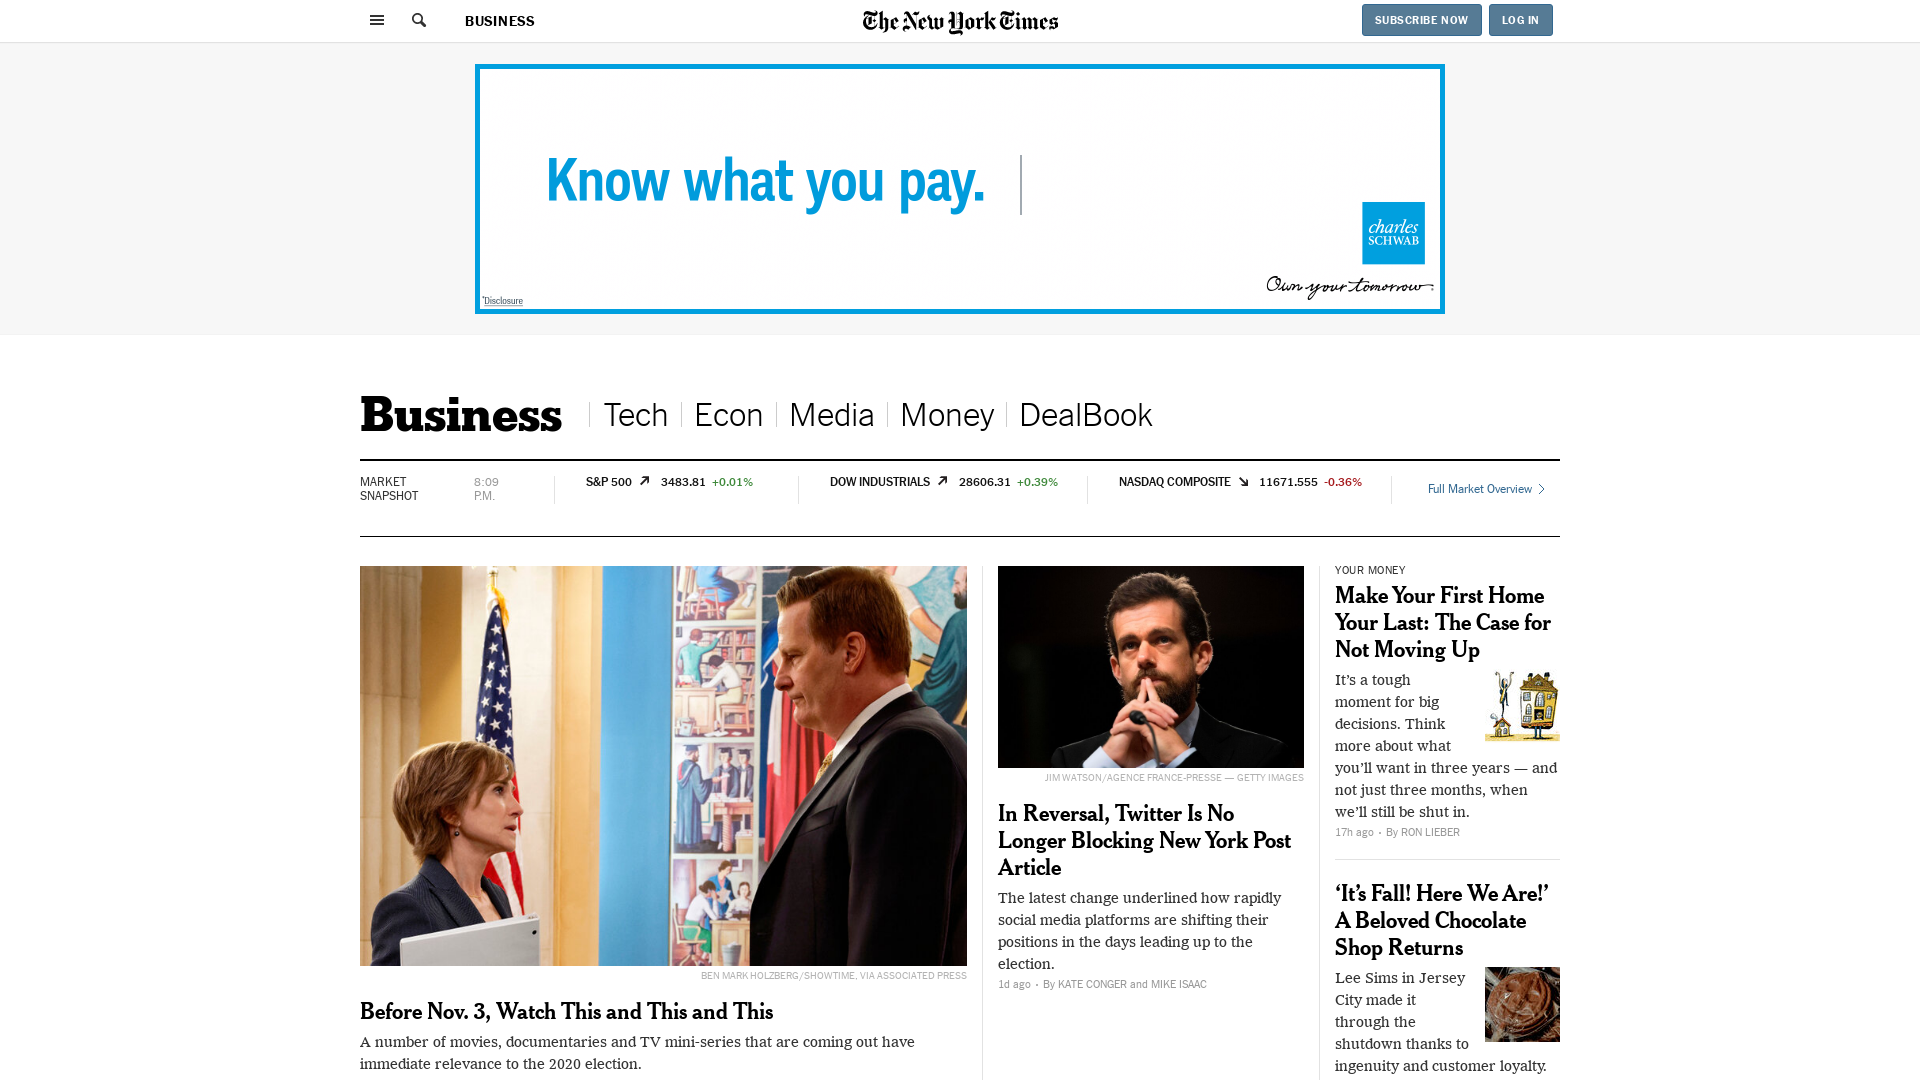 BUSINESS
The New York Times
SUBSCRIBE NOW
LOG IN
Know what you pay.
charles
SCHWAB
Own your tomorrow
*Disclosure
Business
Tech
Econ
Media
Money
DealBook
MARKET
SNAPSHOT
8:09
P.M.
S&P 500 3483.81 +0.01%
DOW INDUSTRIALS 28606.31 +0.39%
NASDAQ COMPOSITE 11671.555 -0.36%
Full Market Overview
BEN MARK HOLZBERG/SHOWTIME, VIA ASSOCIATED PRESS
Before Nov. 3, Watch This and This and This
A number of movies, documentaries and TV mini-series that are coming out have
immediate relevance to the 2020 election.
JIM WATSON/AGENCE FRANCE-PRESSE — GETTY IMAGES
In Reversal, Twitter Is No
Longer Blocking New York Post
Article
The latest change underlined how rapidly
social media platforms are shifting their
positions in the days leading up to the
election.
1d ago • By KATE CONGER and MIKE ISAAC
YOUR MONEY
Make Your First Home
Your Last: The Case for
Not Moving Up
It’s a tough
moment for big
decisions. Think
more about what
you’ll want in three years — and
not just three months, when
we’ll still be shut in.
17h ago • By RON LIEBER
‘It’s Fall! Here We Are!’
A Beloved Chocolate
Shop Returns
Lee Sims in Jersey
City made it
through the
shutdown thanks to
ingenuity and customer loyalty.